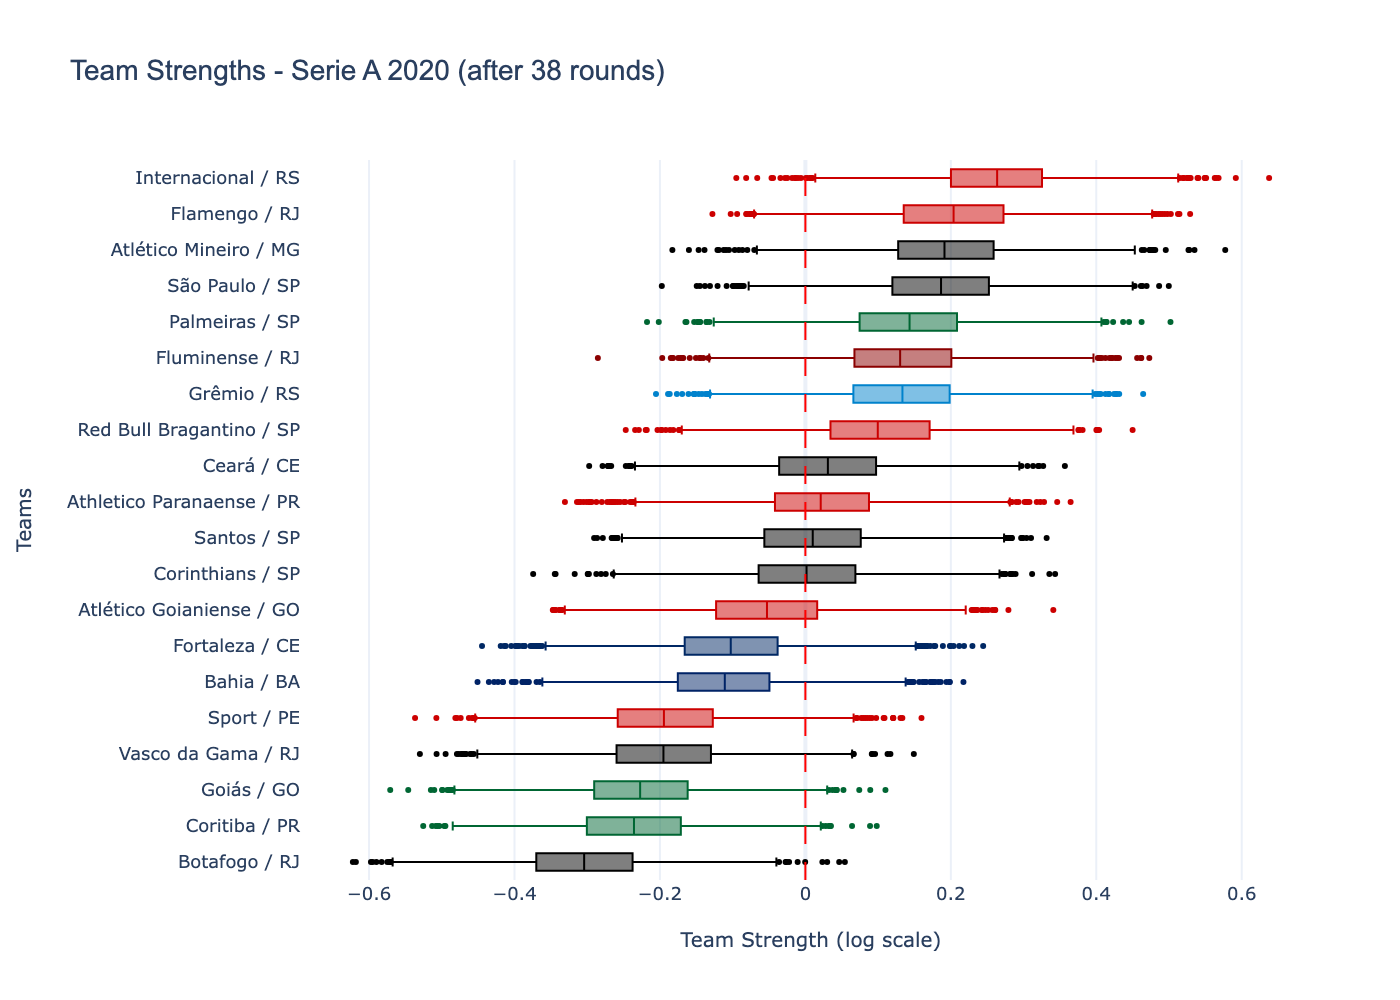 Team Strengths - Serie A 2020 (after 38 rounds)
Teams
Internacional / RS
Flamengo / RJ
Atlético Mineiro / MG
São Paulo / SP
Palmeiras / SP
Fluminense / RJ
Grêmio / RS
Red Bull Bragantino / SP
Ceará / CE
Athletico Paranaense / PR
Santos / SP
Corinthians / SP
Atlético Goianiense / GO
Fortaleza / CE
Bahia / BA
Sport / PE
Vasco da Gama / RJ
Goiás / GO
Coritiba / PR
Botafogo / RJ
−0.6 −0.4 −0.2 0 0.2 0.4 0.6
Team Strength (log scale)